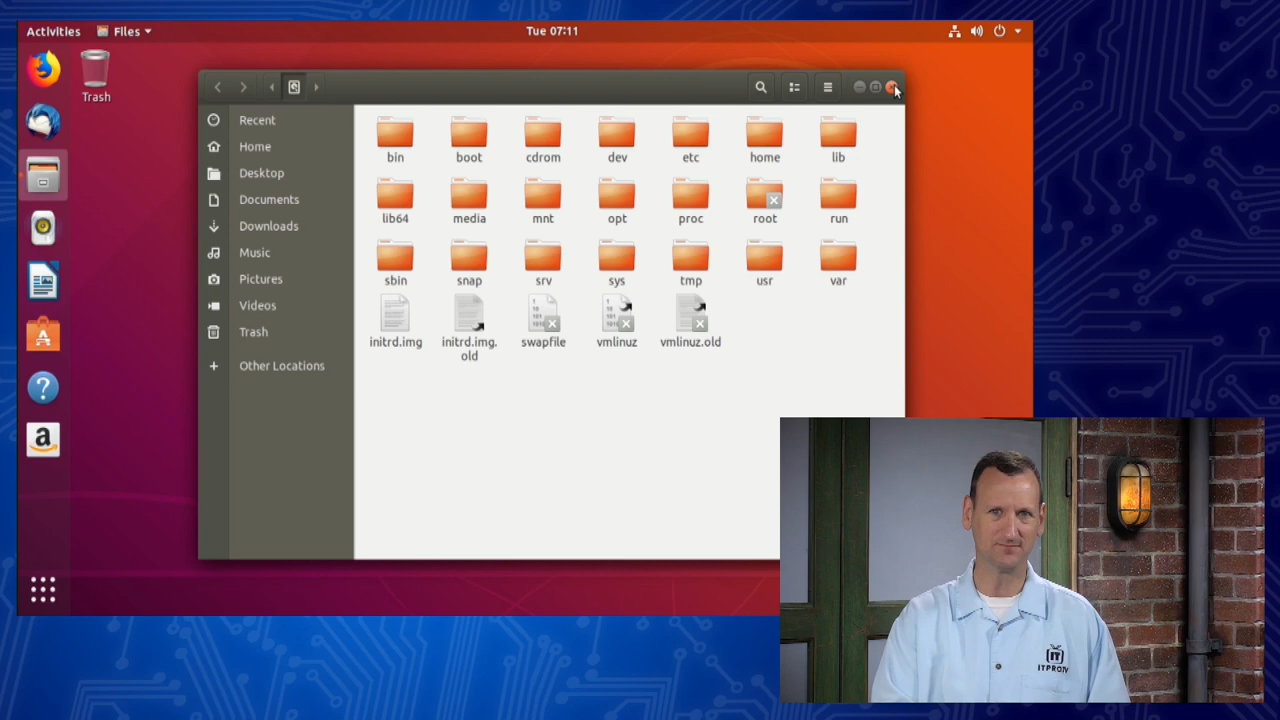 Activities Files Tue 07:11
Trash
Recent
Home
Desktop
Documents
Downloads
Music
Pictures
Videos
Trash
Other Locations
bin boot cdrom dev etc home lib
lib64 media mnt opt proc root run
sbin snap srv sys tmp usr var
initrd.img initrd.img. swapfile vmlinuz vmlinuz.old
old
IT
ITPROTV